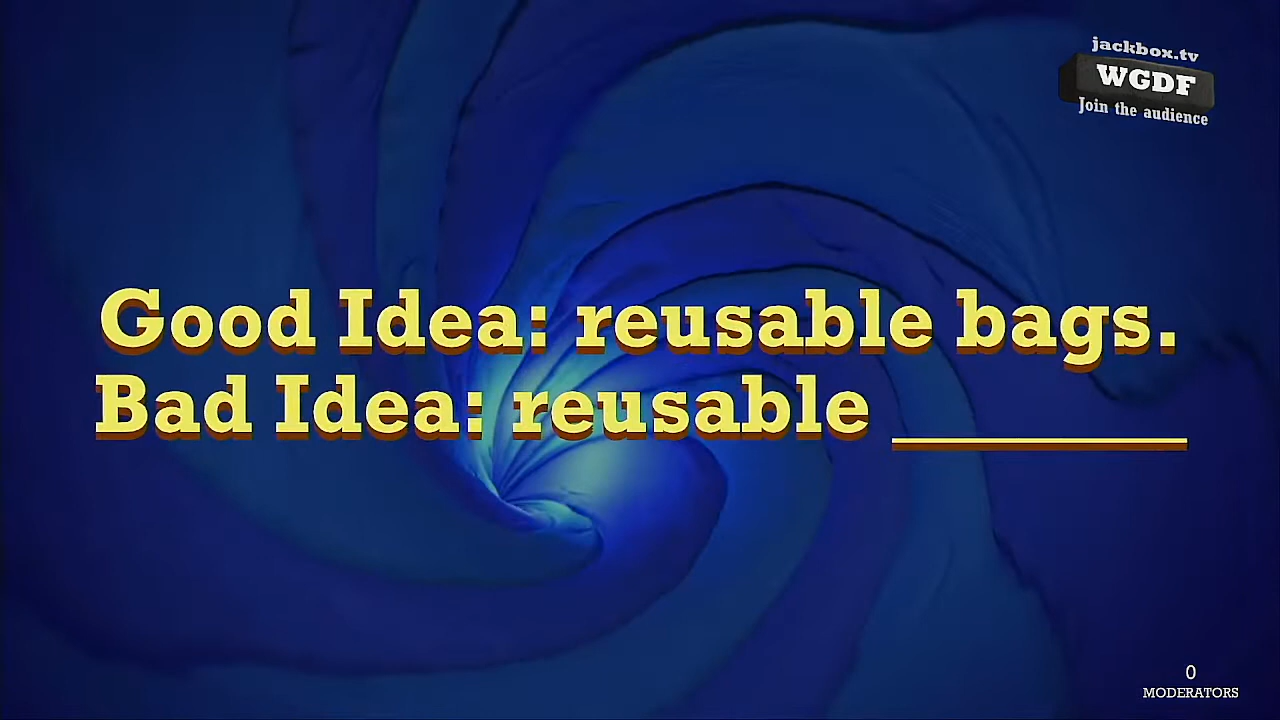 jackbox.tv
WGDF
Join the audience
Good Idea: reusable bags.
Bad Idea: reusable ________
0
MODERATORS